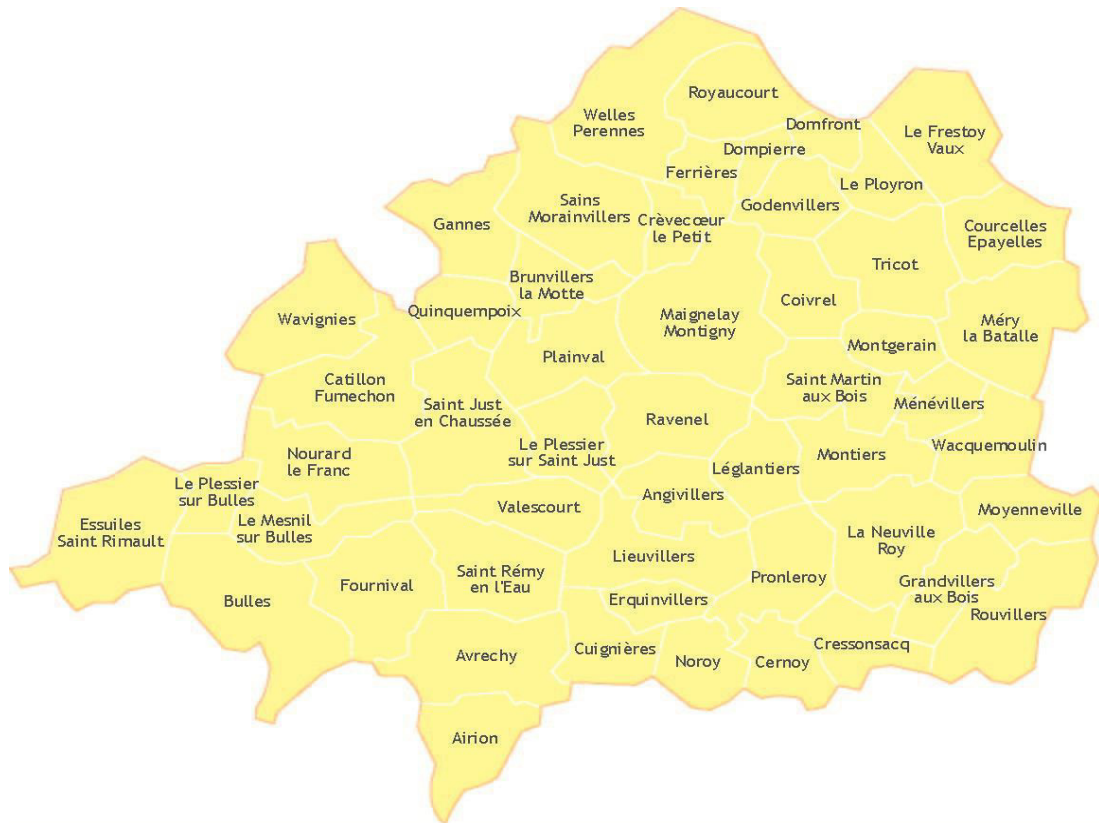 Royaucourt
Welles
Perennes
Domfront
Le Frestoy
Vaux
Dompierre
Ferrières
Le Ployron
Sains
Morainvillers
Godenvillers
Gannes
Crèvecœur
le Petit
Courcelles
Epayelles
Tricot
Brunvillers
la Motte
Coivrel
Quinquempoix
Wavignies
Maignelay
Montigny
Méry
la Batalle
Montgerain
Plainval
Catillon
Fumechon
Saint Martin
aux Bois
Saint Just
en Chaussée
Ménévillers
Ravenel
Le Plessier
sur Saint Just
Wacquemoulin
Nourard
le Franc
Montiers
Léglantiers
Le Plessier
sur Bulles
Angivillers
Valescourt
Moyenneville
Essuiles
Saint Rimault
Le Mesnil
sur Bulles
La Neuville
Roy
Lieuvillers
Saint Rémy
en l'Eau
Pronleroy
Grandvillers
aux Bois
Fournival
Bulles
Erquinvillers
Rouvillers
Cressonsacq
Cuignières
Avrechy
Noroy
Cernoy
Airion